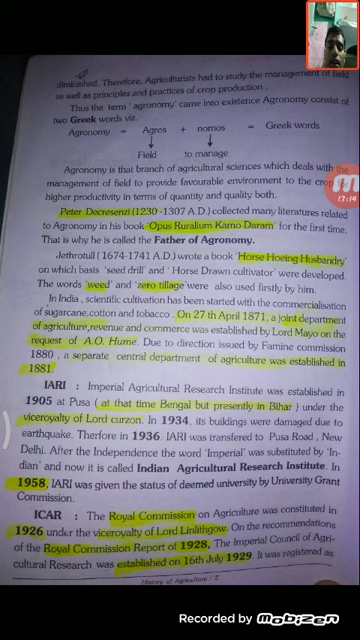 diminished. Therefore, Agriculturists had to study the management of field
as well as principles and practices of crop production .
Thus the term ' agronomy' came into existence Agronomy consist of
two Greek words viz.
Agronomy = Agros + nomos = Greek words
Field to manage
Agronomy is that branch of agricultural sciences which deals with the
management of field to provide favourable environment to the crop for
higher productivity in terms of quantity and quality both.
Peter Decresenzi (1230 -1307 A.D.) collected many literatures related
to Agronomy in his book 'Opus Ruralium Kamo Daram' for the first time.
That is why he is called the Father of Agronomy.
Jethrotull (1674-1741 A.D.) wrote a book 'Horse Hoeing Husbandry'
on which basis 'seed drill' and ' Horse Drawn cultivator' were developed.
The words 'weed' and 'zero tillage' were also used firstly by him.
In India , scientific cultivation has been started with the commercialisation
of sugarcane, cotton and tobacco . On 27 th April 1871, a joint department
of agriculture,revenue and commerce was established by Lord Mayo on the
request of A.O. Hume. Due to direction issued by Famine commission
1880 , a separate central department of agriculture was established in
1881.
IARI : Imperial Agricultural Research Institute was established in
1905 at Pusa ( at that time Bengal but presently in Bihar ) under the
viceroyalty of Lord curzon. In 1934, its buildings were damaged due to
earthquake. Therfore in 1936. IARI was transferred to Pusa Road , New
Delhi. After the Independence the word 'Imperial' was substituted by 'In-
dian' and now it is called Indian Agricultural Research Institute. In
1958, IARI was given the status of deemed university by University Grant
Commission.
ICAR : The Royal Commission on Agriculture was constituted in
1926 under the viceroyalty of Lord Linlithgow. On the recommendations
of the Royal Commission Report of 1928, The Imperial Council of Agri-
cultural Research was established on 16th July 1929. It was registered as
History of Agriculture / 2
13:14
Recorded by Mobizen